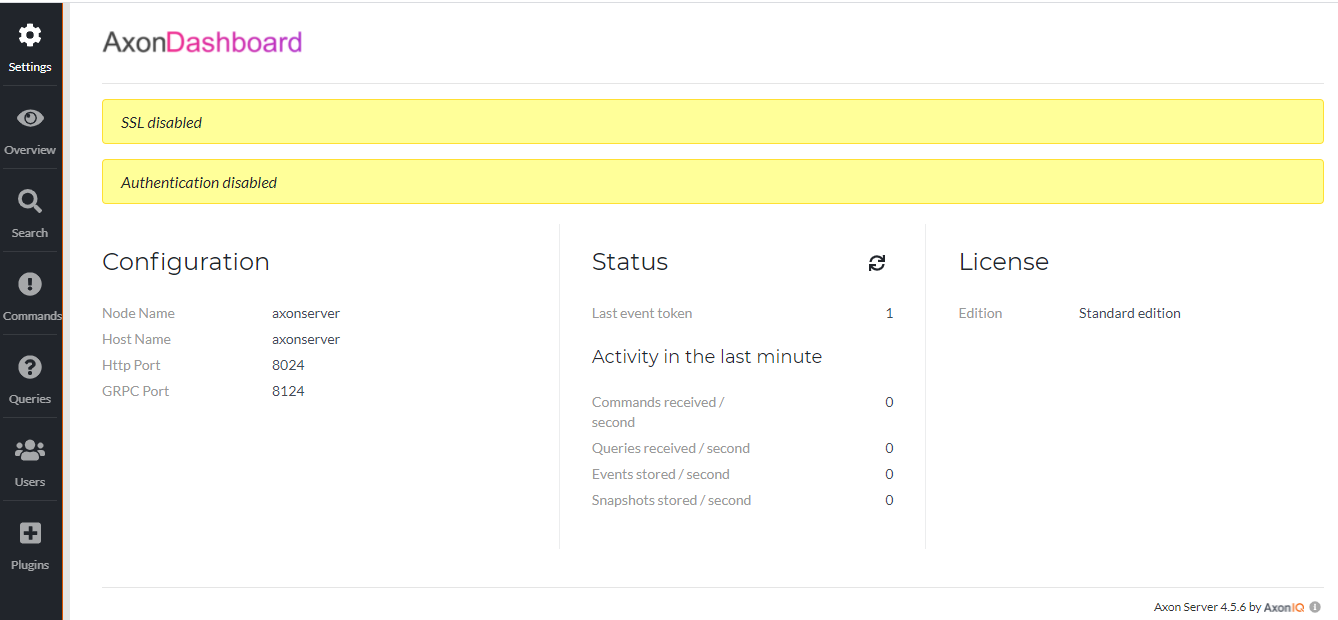 Settings
Overview
Search
Commands
Queries
Users
Plugins
AxonDashboard
SSL disabled
Authentication disabled
Configuration
Node Name axonserver
Host Name axonserver
Http Port 8024
GRPC Port 8124
Status
Last event token 1
Activity in the last minute
Commands received / 0
second
Queries received / second 0
Events stored / second 0
Snapshots stored / second 0
License
Edition Standard edition
Axon Server 4.5.6 by AxonIQ